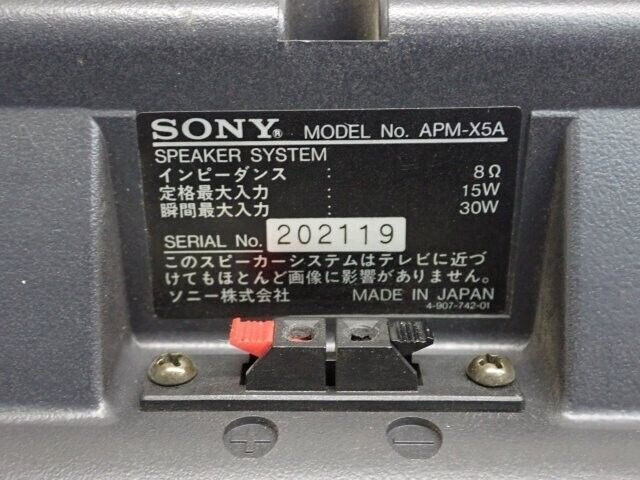 SONY® MODEL No. APM-X5A
SPEAKER SYSTEM
インピーダンス : 8Ω
定格最大入力 : 15W
瞬間最大入力 : 30W
SERIAL No. 202119
このスピーカーシステムはテレビに近づ
けてもほとんど画像に影響がありません。
ソニー株式会社 MADE IN JAPAN
4-907-742-01
+ −